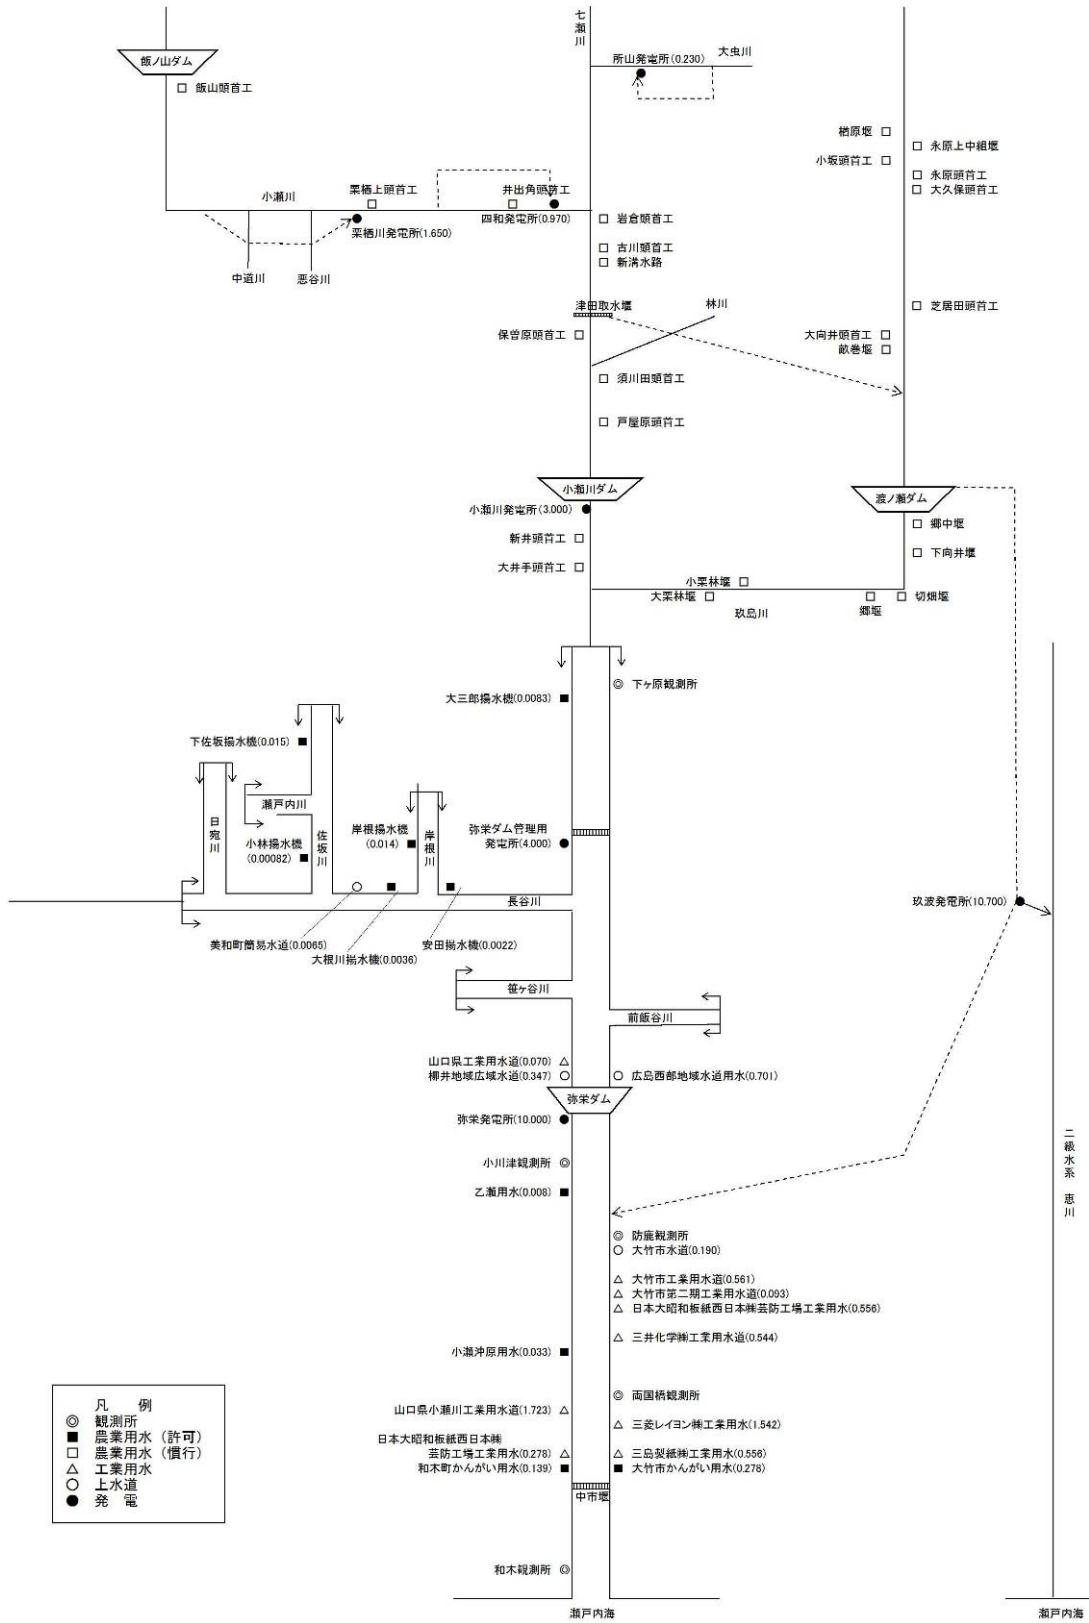 七瀬川
飯ノ山ダム
飯山頭首工
所山発電所(0.230)
大虫川
楢原堰
永原上中組堰
小坂頭首工
永原頭首工
大久保頭首工
小瀬川
栗栖上頭首工
井出角頭首工
四和発電所(0.970)
栗栖川発電所(1.650)
中道川
悪谷川
岩倉頭首工
古川頭首工
新溝水路
津田取水堰
林川
保曽原頭首工
芝居田頭首工
大向井頭首工
畝巻堰
須川田頭首工
戸屋原頭首工
小瀬川ダム
渡ノ瀬ダム
小瀬川発電所(3.000)
新井頭首工
大井手頭首工
郷中堰
下向井堰
小栗林堰
大栗林堰
玖島川
郷堰
切畑堰
下ヶ原観測所
大三郎揚水機(0.0083)
下佐坂揚水機(0.015)
瀬戸内川
日宛川
佐坂川
小林揚水機
(0.00082)
岸根揚水機
(0.014)
岸根川
弥栄ダム管理用
発電所(4.000)
長谷川
美和町簡易水道(0.0065)
大根川揚水機(0.0036)
安田揚水機(0.0022)
玖波発電所(10.700)
笹ヶ谷川
前飯谷川
山口県工業用水道(0.070)
柳井地域広域水道(0.347)
広島西部地域水道用水(0.701)
弥栄ダム
弥栄発電所(10.000)
小川津観測所
乙瀬用水(0.008)
二級水系 恵川
防鹿観測所
大竹市水道(0.190)
大竹市工業用水道(0.561)
大竹市第二期工業用水道(0.093)
日本大昭和板紙西日本㈱芸防工場工業用水(0.556)
三井化学㈱工業用水道(0.544)
小瀬沖原用水(0.033)
両国橋観測所
山口県小瀬川工業用水道(1.723)
三菱レイヨン㈱工業用水(1.542)
日本大昭和板紙西日本㈱
芸防工場工業用水(0.278)
三島製紙㈱工業用水(0.556)
和木町かんがい用水(0.139)
大竹市かんがい用水(0.278)
中市堰
和木観測所
瀬戸内海
瀬戸内海
凡 例
◎ 観測所
■ 農業用水（許可）
□ 農業用水（慣行）
△ 工業用水
○ 上水道
● 発 電